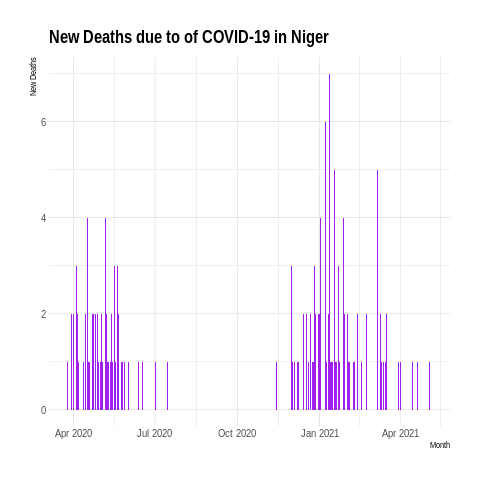 New Deaths due to of COVID-19 in Niger
New Deaths
6
4
2
0
Apr 2020 Jul 2020 Oct 2020 Jan 2021 Apr 2021
Month